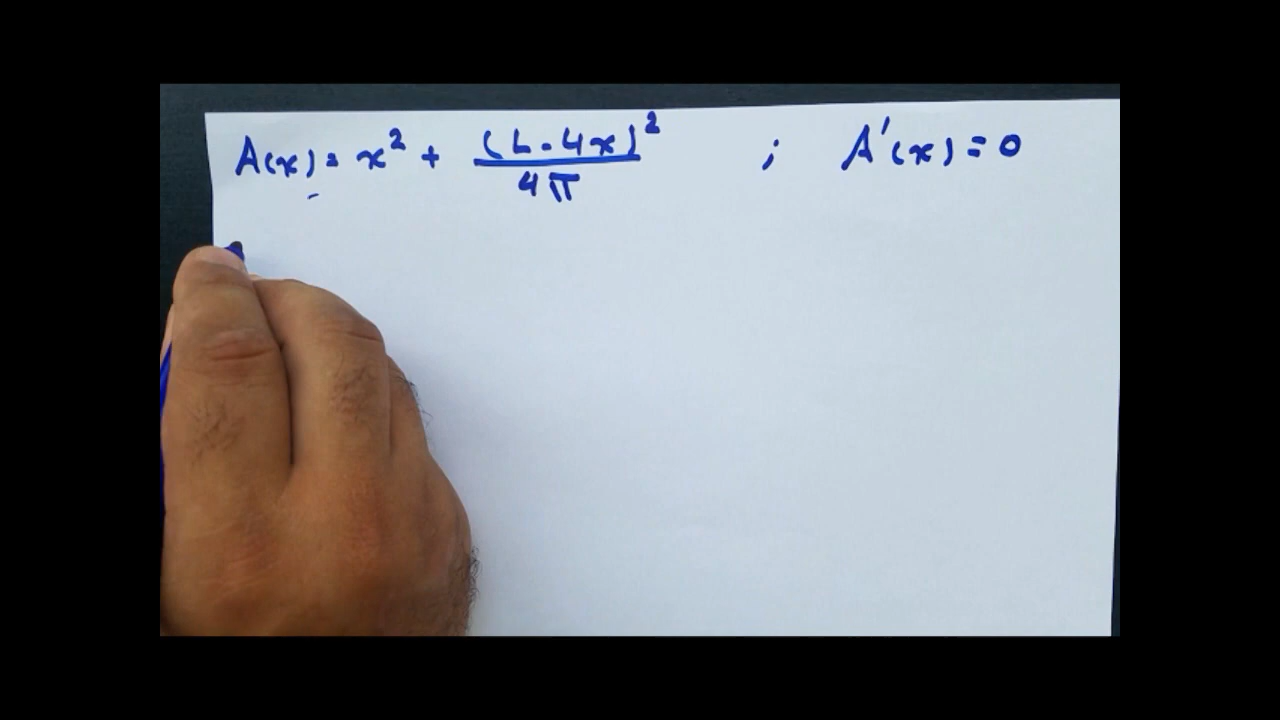 A(x) = x² + (L - 4x)² / 4π ; A'(x) = 0